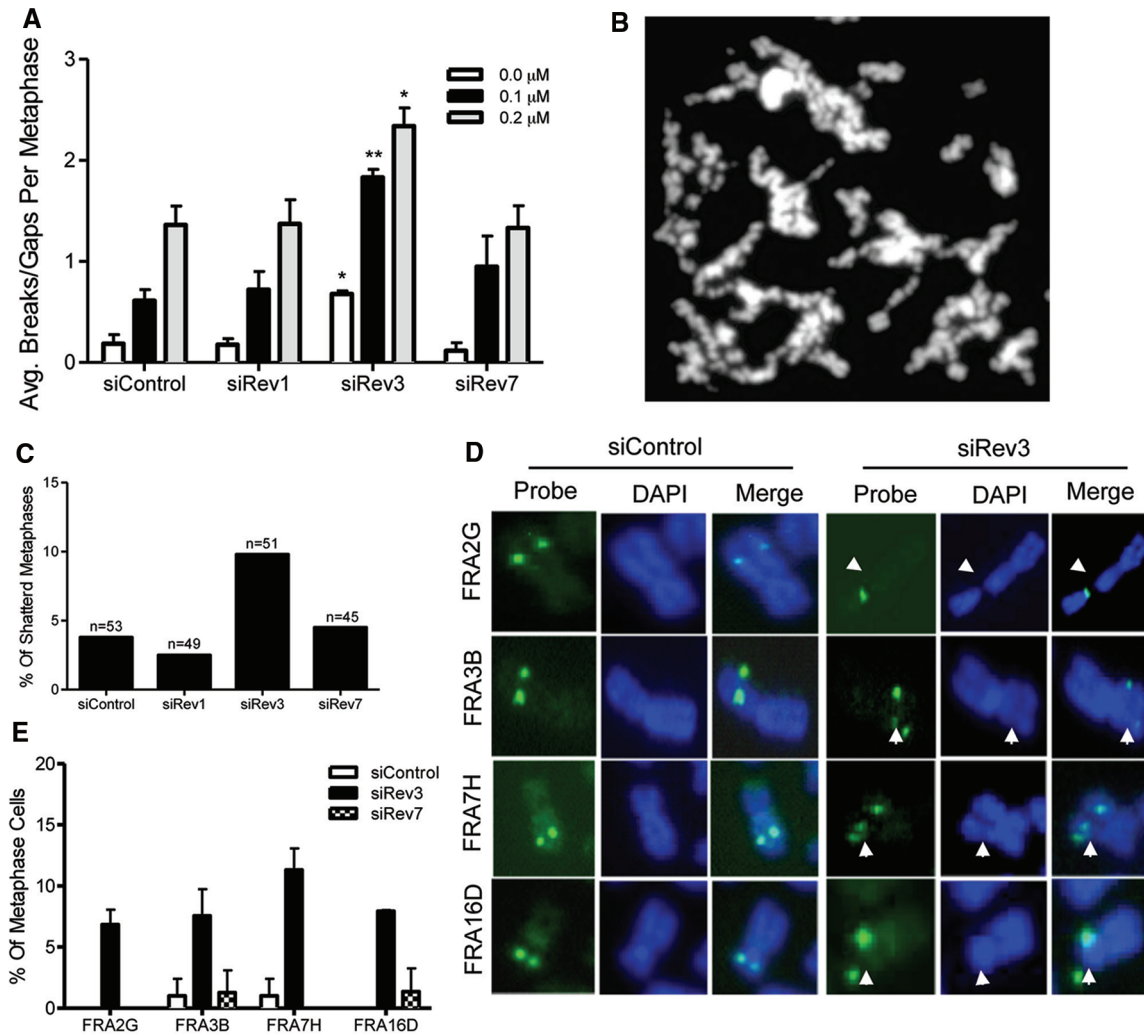 A
Avg. Breaks/Gaps Per Metaphase
3
2
1
0
0.0 µM
0.1 µM
0.2 µM
*
**
*
siControl
siRev1
siRev3
siRev7
B
C
% Of Shatterd Metaphases
15
10
5
0
n=53
n=49
n=51
n=45
siControl
siRev1
siRev3
siRev7
D
siControl
siRev3
Probe
DAPI
Merge
Probe
DAPI
Merge
FRA2G
FRA3B
FRA7H
FRA16D
E
% Of Metaphase Cells
20
15
10
5
0
siControl
siRev3
siRev7
FRA2G
FRA3B
FRA7H
FRA16D